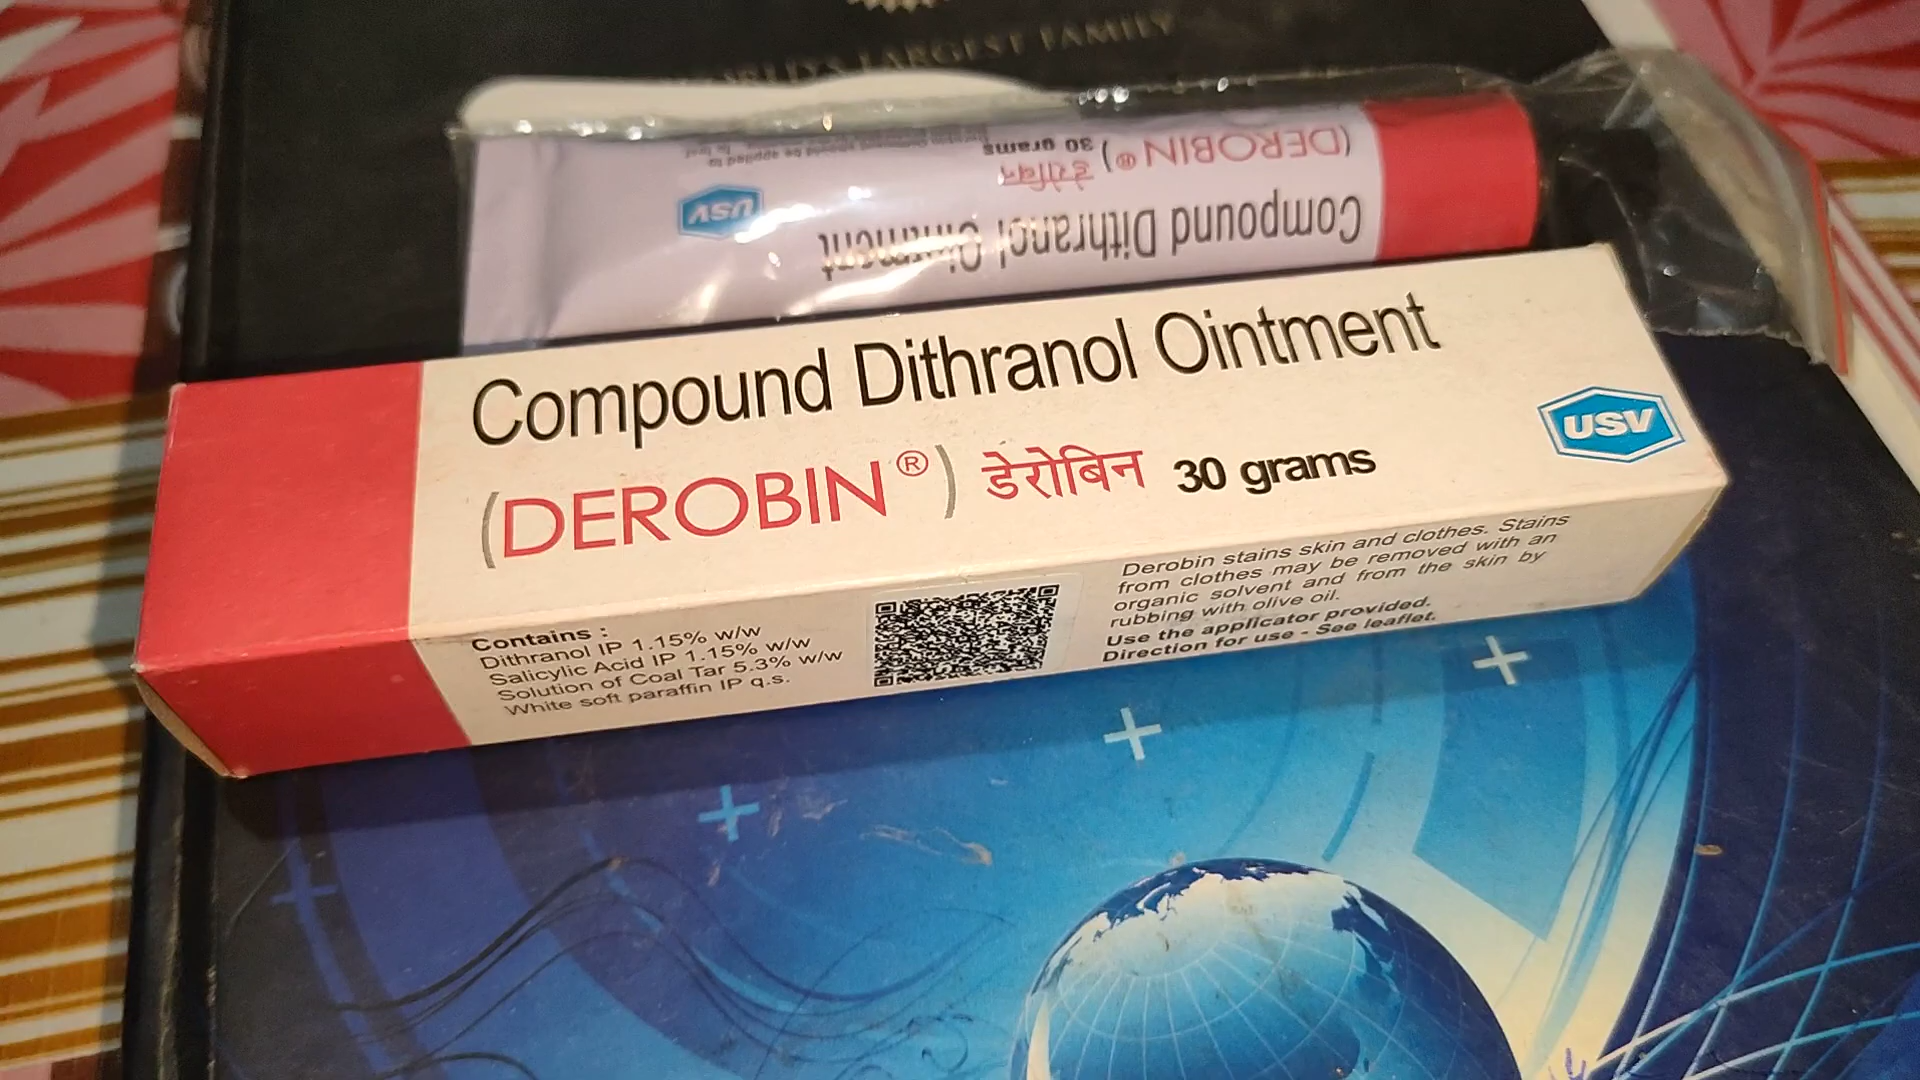 WORLD'S LARGEST FAMILY
Compound Dithranol Ointment
(DEROBIN®) डेरोबिन 30 grams
USV
Compound Dithranol Ointment
(DEROBIN®) डेरोबिन 30 grams
USV
Contains :
Dithranol IP 1.15% w/w
Salicylic Acid IP 1.15% w/w
Solution of Coal Tar 5.3% w/w
White soft paraffin IP q.s.
Derobin stains skin and clothes. Stains
from clothes may be removed with an
organic solvent and from the skin by
rubbing with olive oil.
Use the applicator provided.
Direction for use - See leaflet.